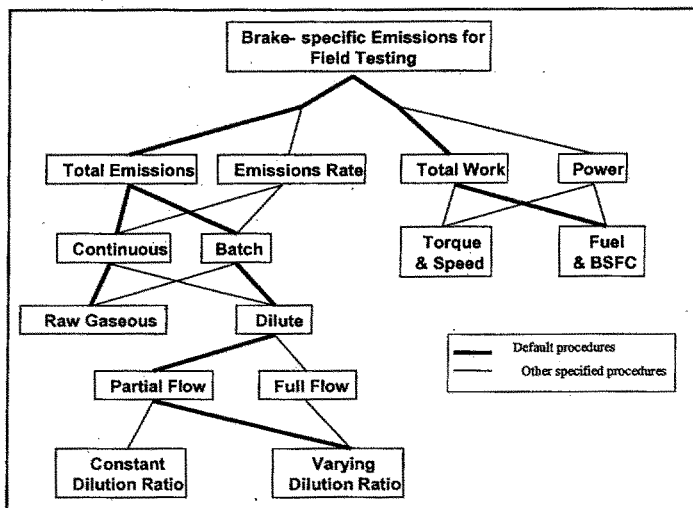 Brake- specific Emissions for
Field Testing
Total Emissions
Emissions Rate
Total Work
Power
Continuous
Batch
Torque
& Speed
Fuel
& BSFC
Raw Gaseous
Dilute
Default procedures
Other specified procedures
Partial Flow
Full Flow
Constant
Dilution Ratio
Varying
Dilution Ratio